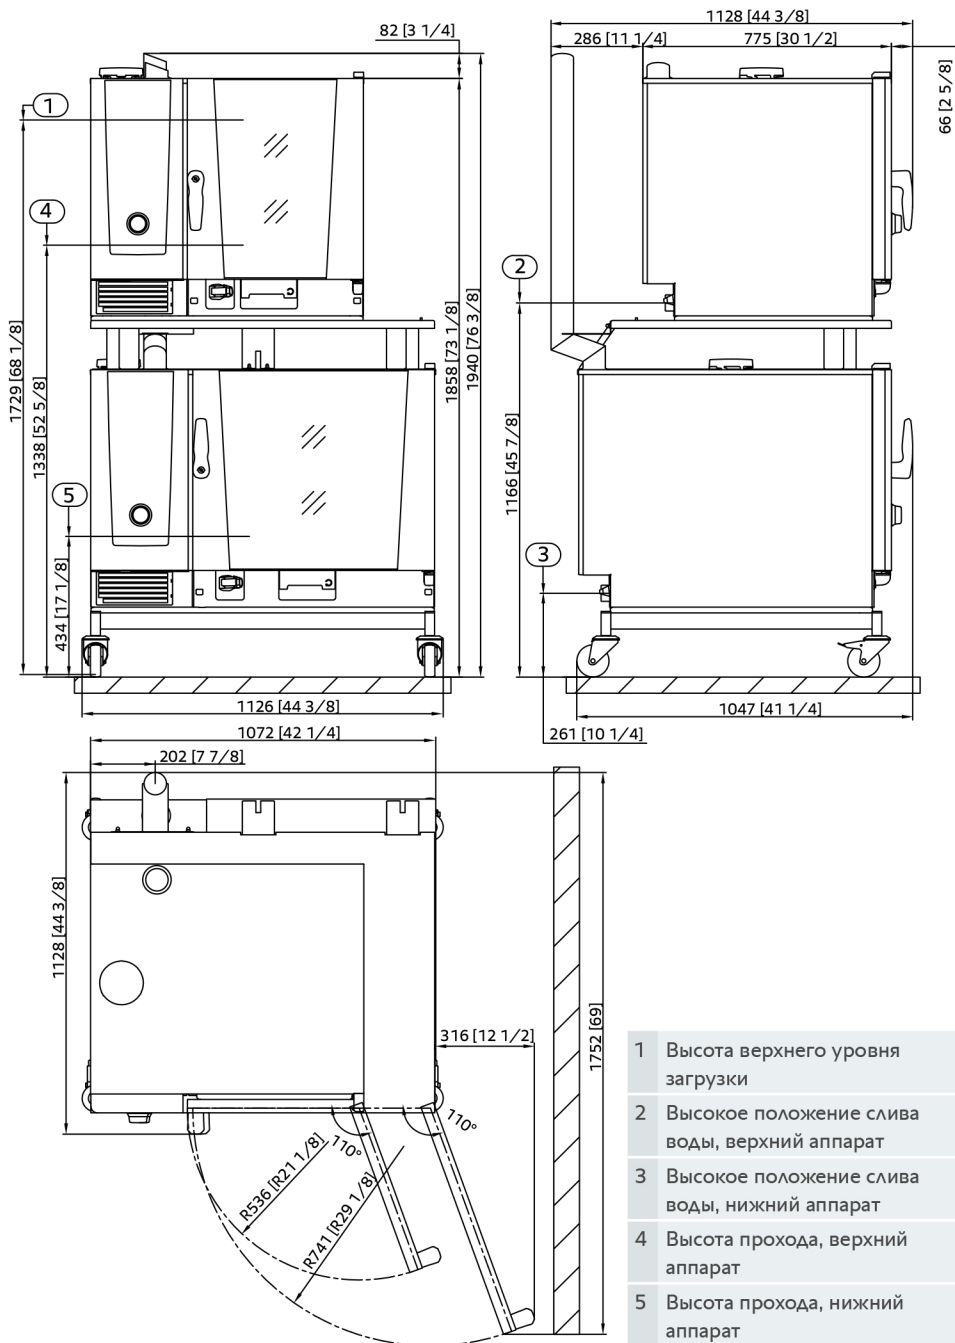 82 [3 1/4]
1
4
1729 [68 1/8]
1338 [52 5/8]
5
434 [17 1/8]
1858 [73 1/8]
1940 [76 3/8]
1126 [44 3/8]
1128 [44 3/8]
286 [11 1/4]
775 [30 1/2]
66 [2 5/8]
2
1166 [45 7/8]
3
1047 [41 1/4]
261 [10 1/4]
1072 [42 1/4]
202 [7 7/8]
1128 [44 3/8]
316 [12 1/2]
1752 [69]
110°
110°
R536 [R21 1/8]
R741 [R29 1/8]
1 Высота верхнего уровня
загрузки
2 Высокое положение слива
воды, верхний аппарат
3 Высокое положение слива
воды, нижний аппарат
4 Высота прохода, верхний
аппарат
5 Высота прохода, нижний
аппарат